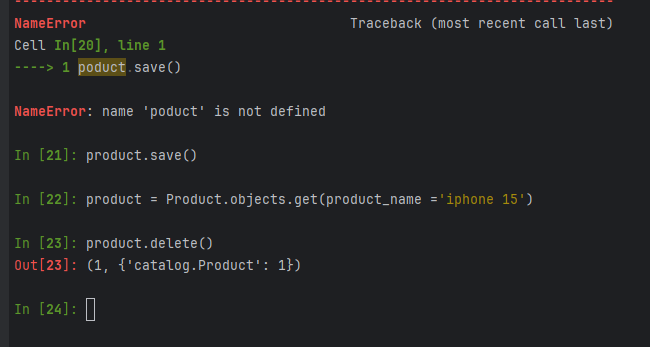 NameError Traceback (most recent call last)
Cell In[20], line 1
----> 1 poduct.save()
NameError: name 'poduct' is not defined
In [21]: product.save()
In [22]: product = Product.objects.get(product_name ='iphone 15')
In [23]: product.delete()
Out[23]: (1, {'catalog.Product': 1})
In [24]: